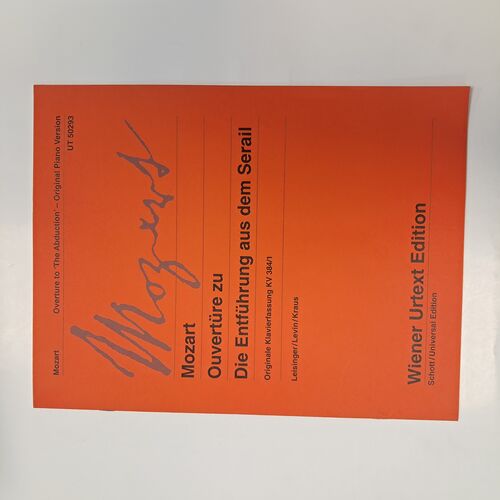 Mozart Overture to 'The Abduction' – Original Piano Version
UT 50293
Mozart
Mozart
Ouvertüre zu
Die Entführung aus dem Serail
Originale Klavierfassung KV 384/1
Leisinger/Levin/Kraus
Wiener Urtext Edition
Schott/Universal Edition